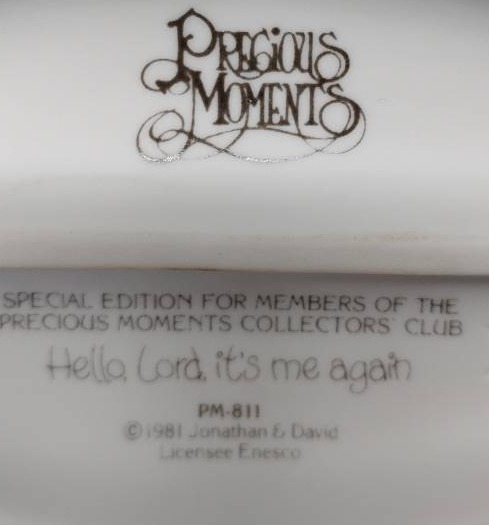 PRECIOUS
MOMENTS
SPECIAL EDITION FOR MEMBERS OF THE
PRECIOUS MOMENTS COLLECTORS' CLUB
Hello, Lord, it's me again
PM-811
©1981 Jonathan & David
Licensee Enesco